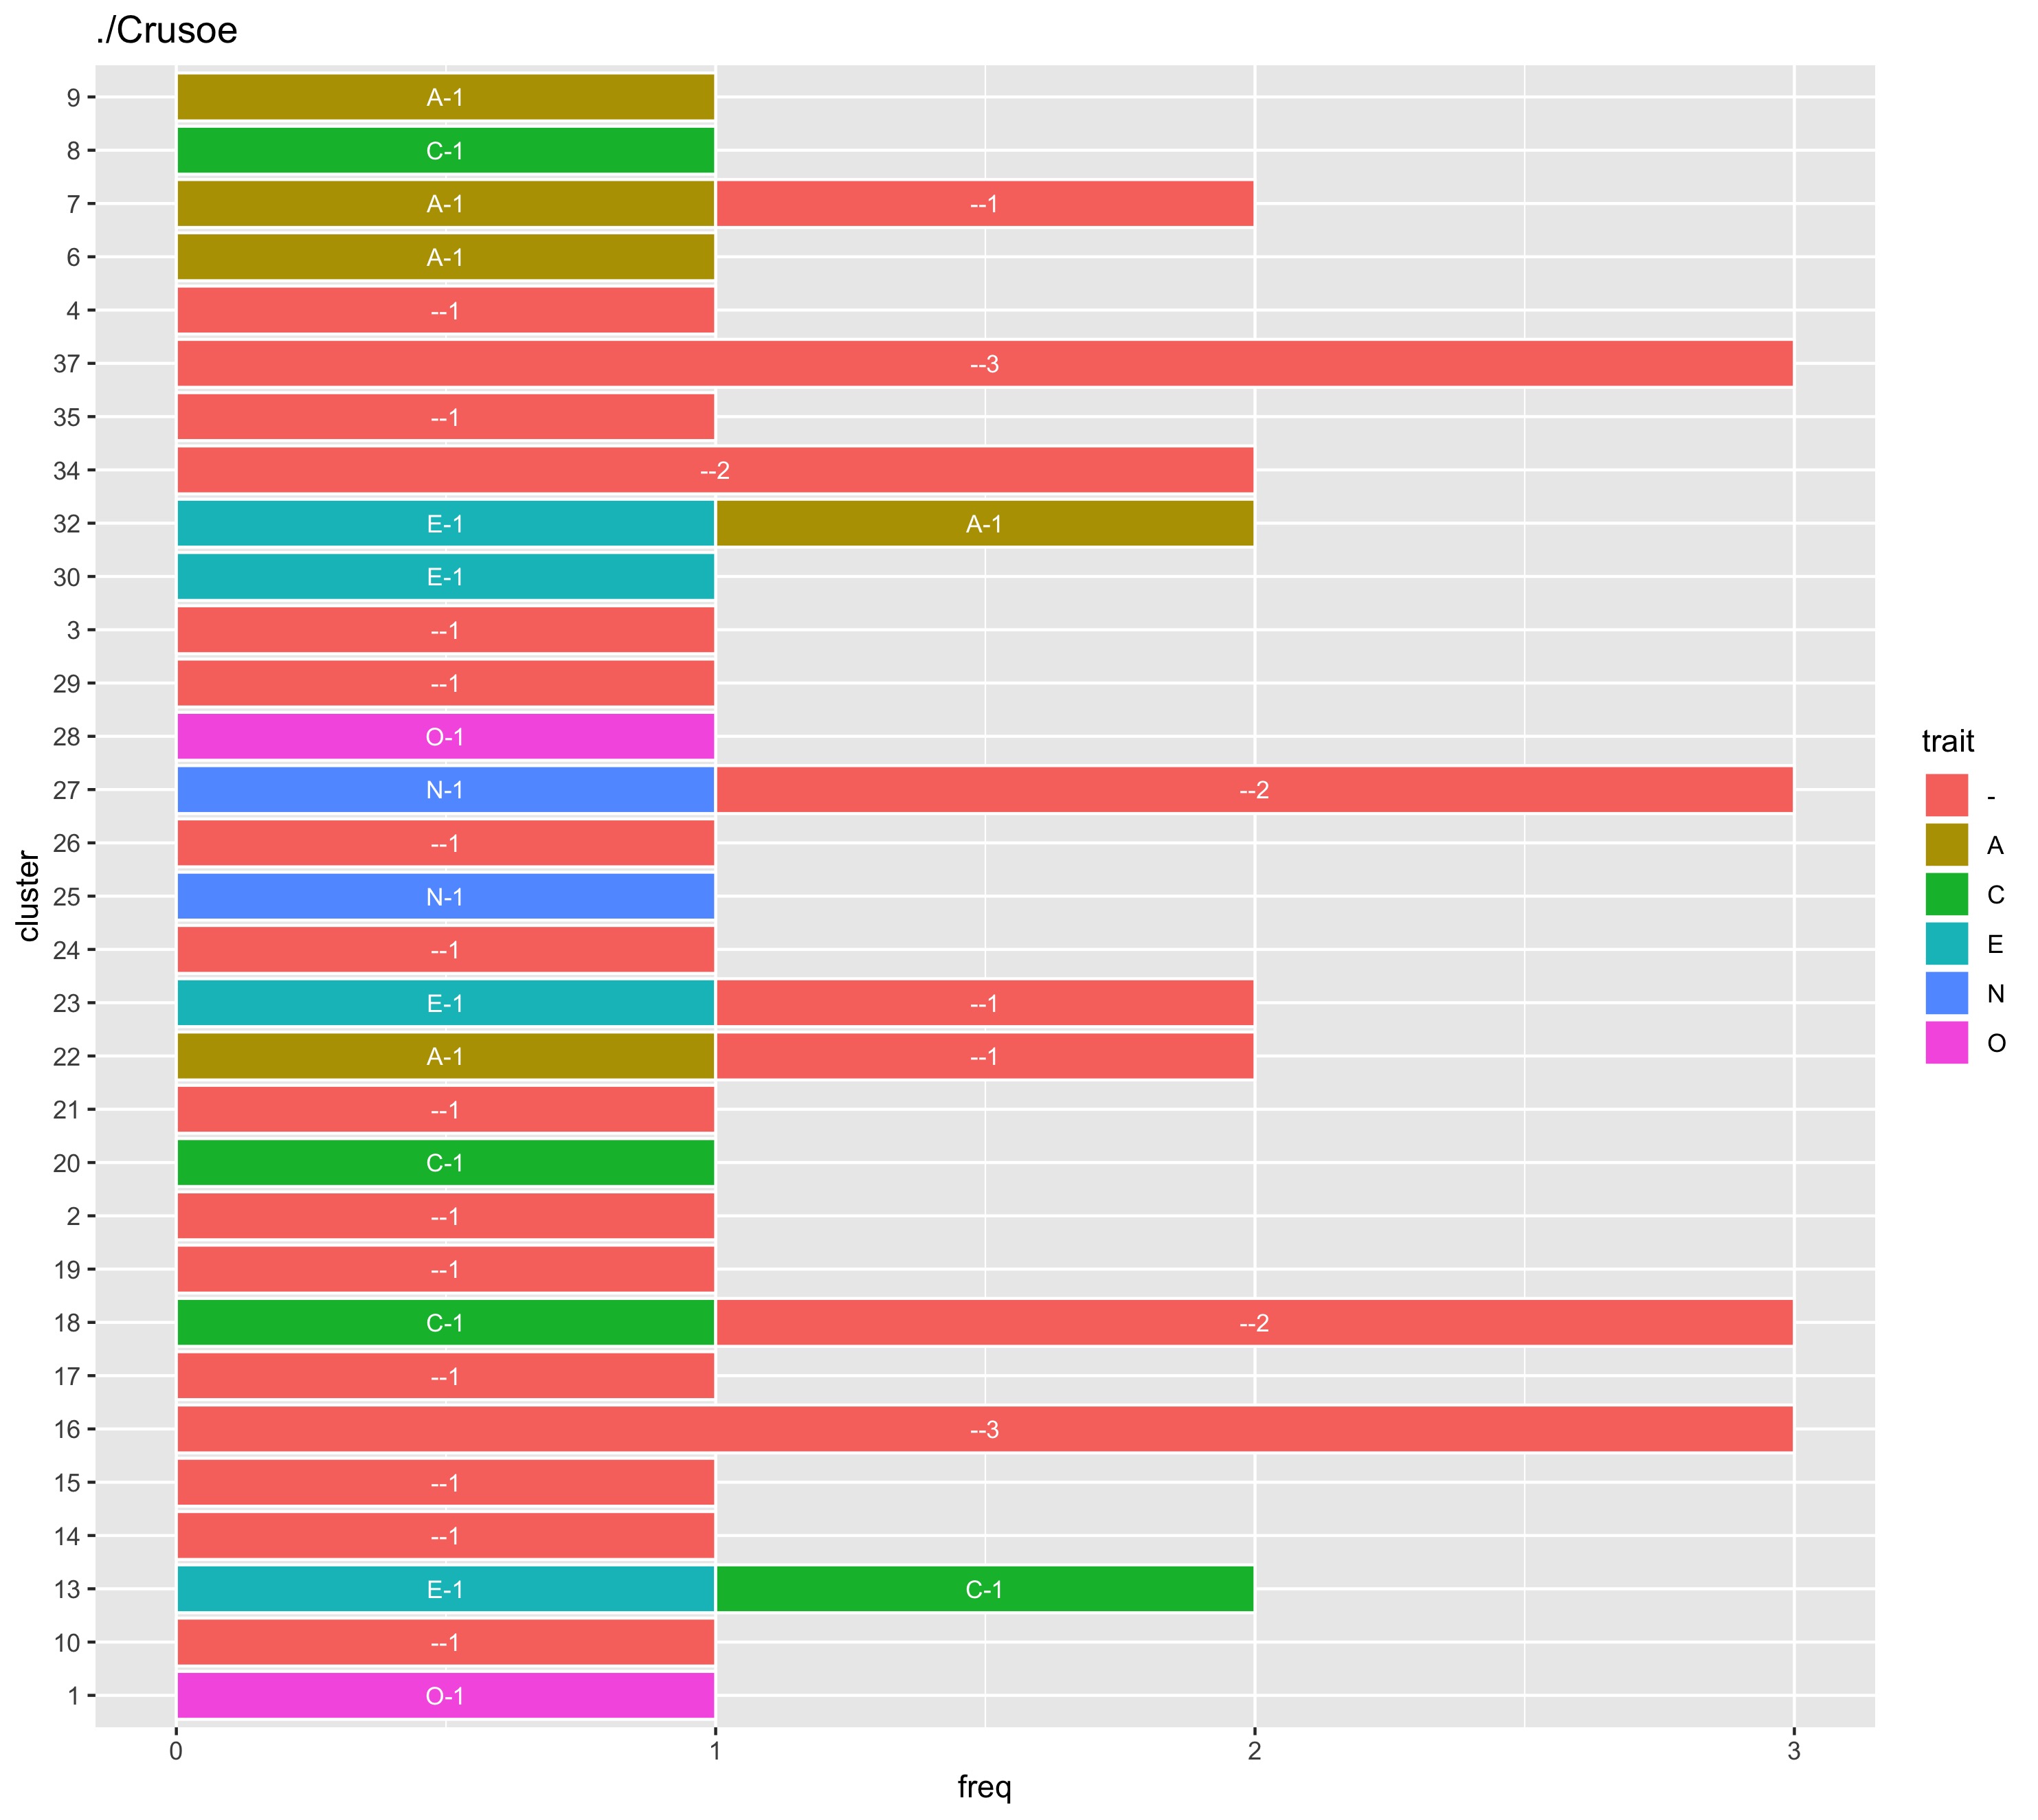 ./Crusoe
9 A-1
8 C-1
7 A-1 --1
6 A-1
4 --1
37 --3
35 --1
34 --2
32 E-1 A-1
30 E-1
3 --1
29 --1
28 O-1
27 N-1 --2
26 --1
25 N-1
24 --1
23 E-1 --1
22 A-1 --1
21 --1
20 C-1
2 --1
19 --1
18 C-1 --2
17 --1
16 --3
15 --1
14 --1
13 E-1 C-1
10 --1
1 O-1
0 1 2 3
freq
cluster
trait
-
A
C
E
N
O